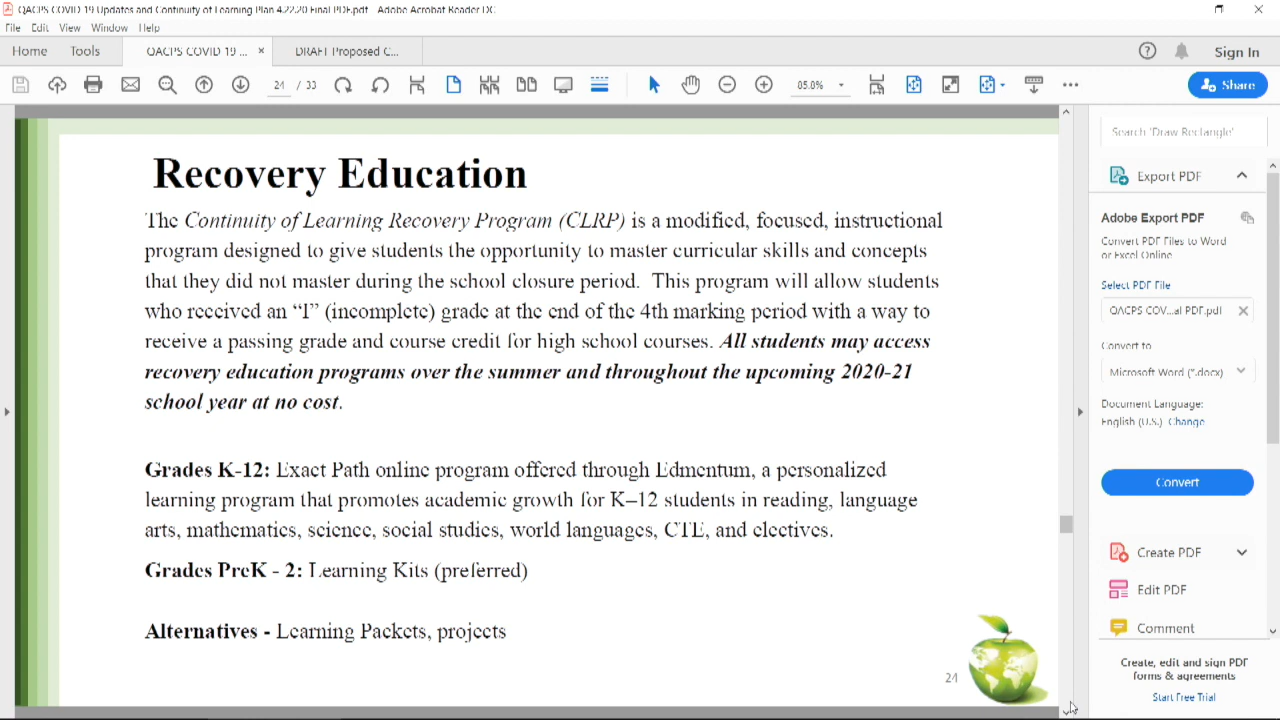 QACPS COVID 19 Updates and Continuity of Learning Plan 4.22.20 Final PDF.pdf - Adobe Acrobat Reader DC
File Edit View Window Help
Home Tools QACPS COVID 19 ... × DRAFT Proposed C... Sign In
24 / 33 85.8% Share
Recovery Education
The Continuity of Learning Recovery Program (CLRP) is a modified, focused, instructional
program designed to give students the opportunity to master curricular skills and concepts
that they did not master during the school closure period. This program will allow students
who received an “I” (incomplete) grade at the end of the 4th marking period with a way to
receive a passing grade and course credit for high school courses. All students may access
recovery education programs over the summer and throughout the upcoming 2020-21
school year at no cost.
Grades K-12: Exact Path online program offered through Edmentum, a personalized
learning program that promotes academic growth for K–12 students in reading, language
arts, mathematics, science, social studies, world languages, CTE, and electives.
Grades PreK - 2: Learning Kits (preferred)
Alternatives - Learning Packets, projects
24
Search 'Draw Rectangle'
Export PDF
Adobe Export PDF
Convert PDF Files to Word
or Excel Online
Select PDF File
QACPS COV...al PDF.pdf
Convert to
Microsoft Word (*.docx)
Document Language:
English (U.S.) Change
Convert
Create PDF
Edit PDF
Comment
Create, edit and sign PDF
forms & agreements
Start Free Trial